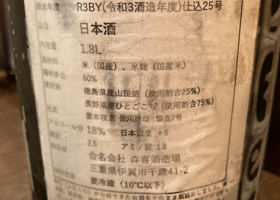 R3BY(令和3酒造年度)仕込25号
日本酒
1.8L
米(国産)、米麹(国産米)
60%
徳島県産山田錦(使用割合25%)
長野県産ひとごこち(使用割合75%)
協会7号
アルコール分 18% 日本酒度 +5
2.5 アミノ酸 1.8
合名会社 森喜酒造場
三重県伊賀市千歳41-2
要冷蔵(10℃以下)